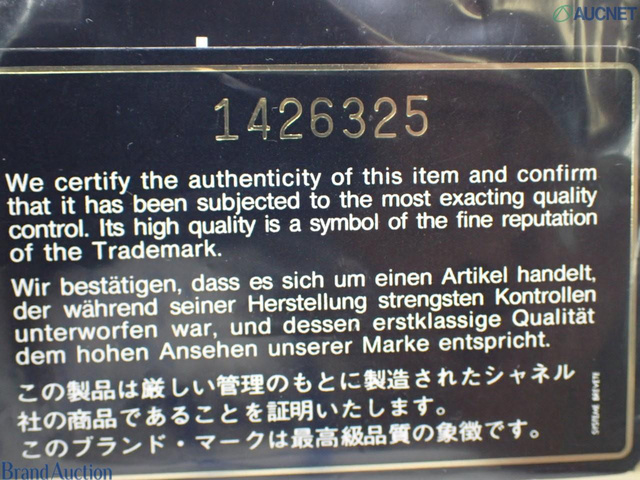 AUCNET
1426325
We certify the authenticity of this item and confirm
that it has been subjected to the most exacting quality
control. Its high quality is a symbol of the fine reputation
of the Trademark.
Wir bestätigen, dass es sich um einen Artikel handelt,
der während seiner Herstellung strengsten Kontrollen
unterworfen war, und dessen erstklassige Qualität
dem hohen Ansehen unserer Marke entspricht.
この製品は厳しい管理のもとに製造されたシャネル
社の商品であることを証明いたします。
このブランド・マークは最高級品質の象徴です。
SYSTEME BREVETE
Brand Auction